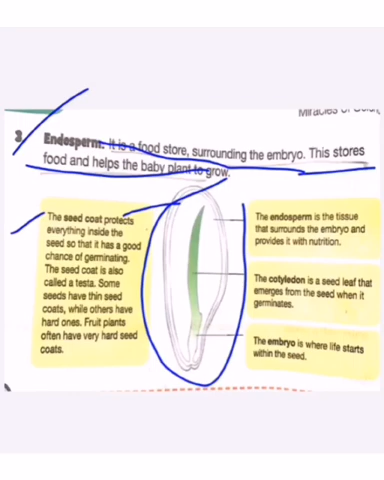 Miracles of
3. Endosperm: It is a food store, surrounding the embryo. This stores
food and helps the baby plant to grow.
The seed coat protects
everything inside the
seed so that it has a good
chance of germinating.
The seed coat is also
called a testa. Some
seeds have thin seed
coats, while others have
hard ones. Fruit plants
often have very hard seed
coats.
The endosperm is the tissue
that surrounds the embryo and
provides it with nutrition.
The cotyledon is a seed leaf that
emerges from the seed when it
germinates.
The embryo is where life starts
within the seed.